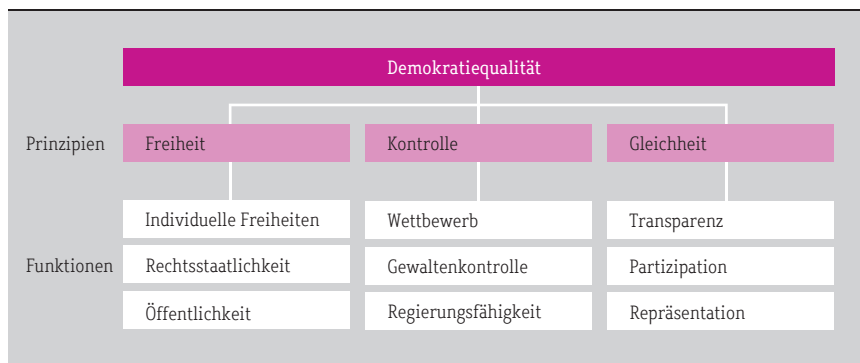 Demokratiequalität
Prinzipien Freiheit Kontrolle Gleichheit
Individuelle Freiheiten Wettbewerb Transparenz
Funktionen Rechtsstaatlichkeit Gewaltenkontrolle Partizipation
Öffentlichkeit Regierungsfähigkeit Repräsentation